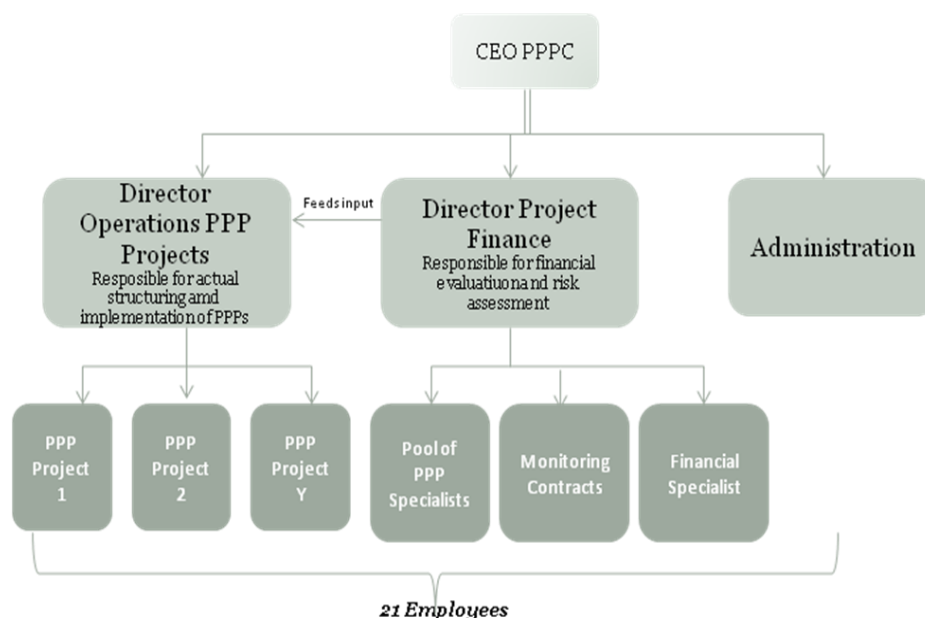 CEO PPPC
Director
Operations PPP
Projects
Resposible for actual
structuring amd
implementation of PPPs
Feeds input
Director Project
Finance
Responsible for financial
evaluatiuon and risk
assessment
Administration
PPP
Project
1
PPP
Project
2
PPP
Project
Y
Pool of
PPP
Specialists
Monitoring
Contracts
Financial
Specialist
21 Employees